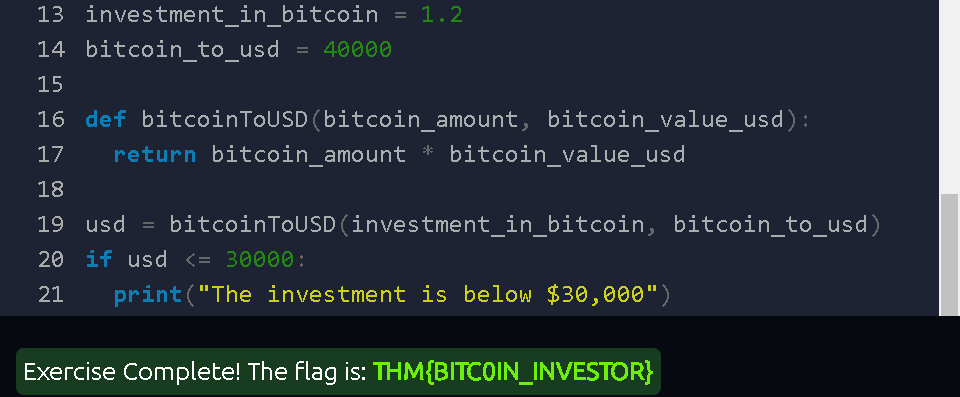 13 investment_in_bitcoin = 1.2
14 bitcoin_to_usd = 40000
15
16 def bitcoinToUSD(bitcoin_amount, bitcoin_value_usd):
17   return bitcoin_amount * bitcoin_value_usd
18
19 usd = bitcoinToUSD(investment_in_bitcoin, bitcoin_to_usd)
20 if usd <= 30000:
21   print("The investment is below $30,000")
Exercise Complete! The flag is: THM{BITC0IN_INVESTOR}